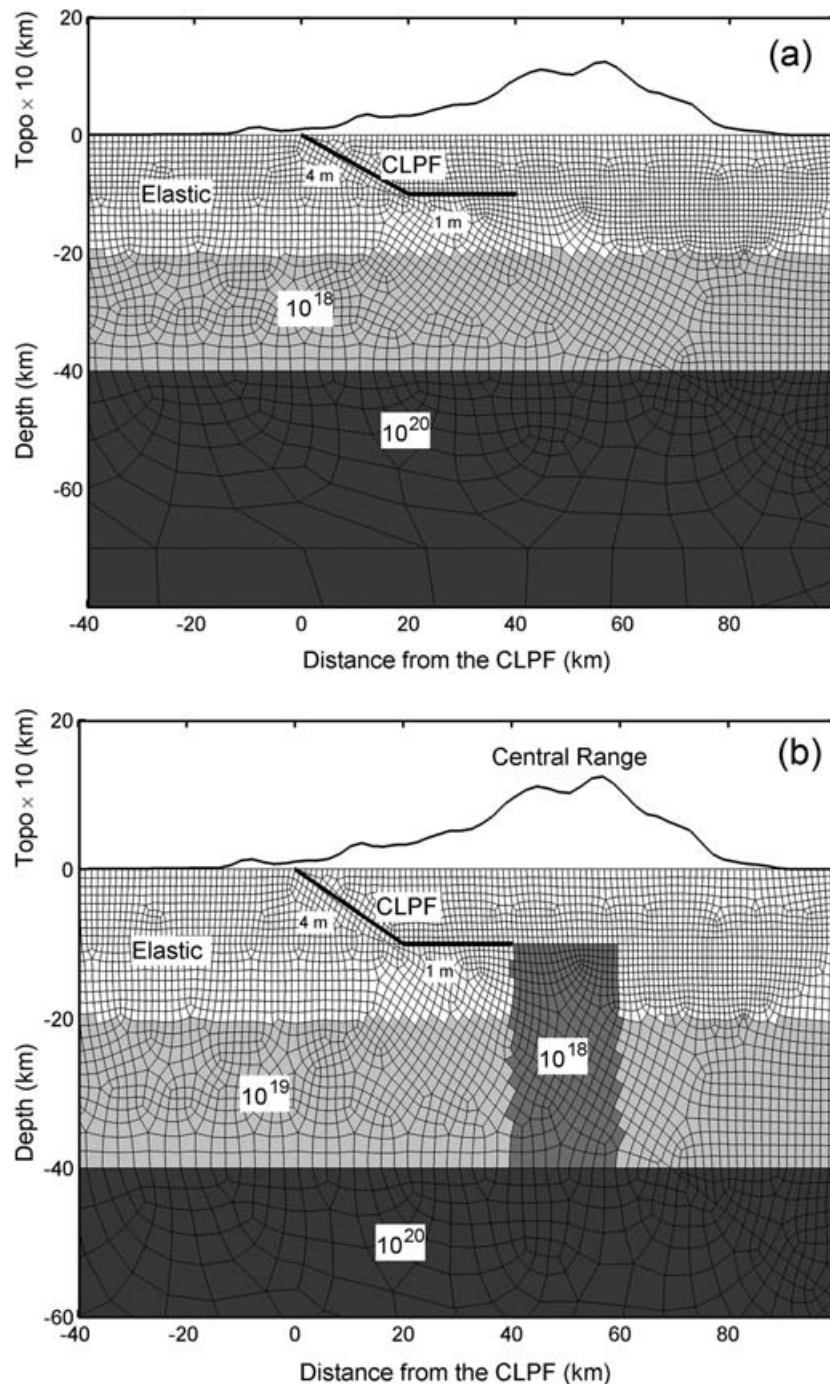 20
(a)
Topo × 10 (km)
0
CLPF
4 m
Elastic
1 m
-20
10^18
Depth (km)
-40
10^20
-60
-40 -20 0 20 40 60 80
Distance from the CLPF (km)
20
Central Range
(b)
Topo × 10 (km)
0
CLPF
4 m
Elastic
1 m
-20
10^18
10^19
Depth (km)
-40
10^20
-60
-40 -20 0 20 40 60 80
Distance from the CLPF (km)